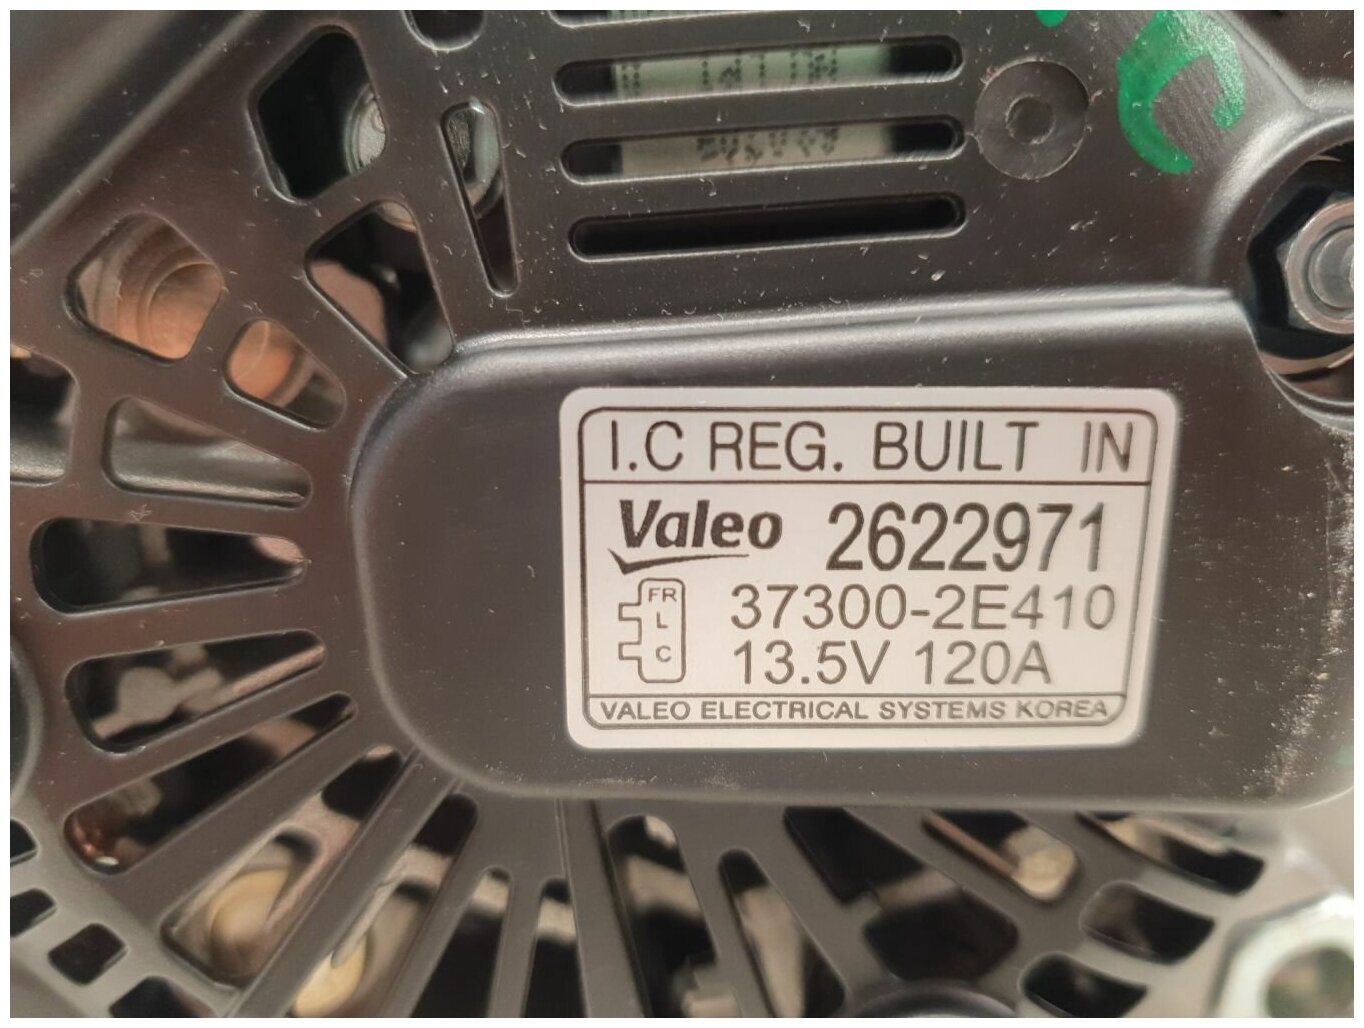 C
I.C REG. BUILT IN
Valeo 2622971
FR
L
C
37300-2E410
13.5V 120A
VALEO ELECTRICAL SYSTEMS KOREA